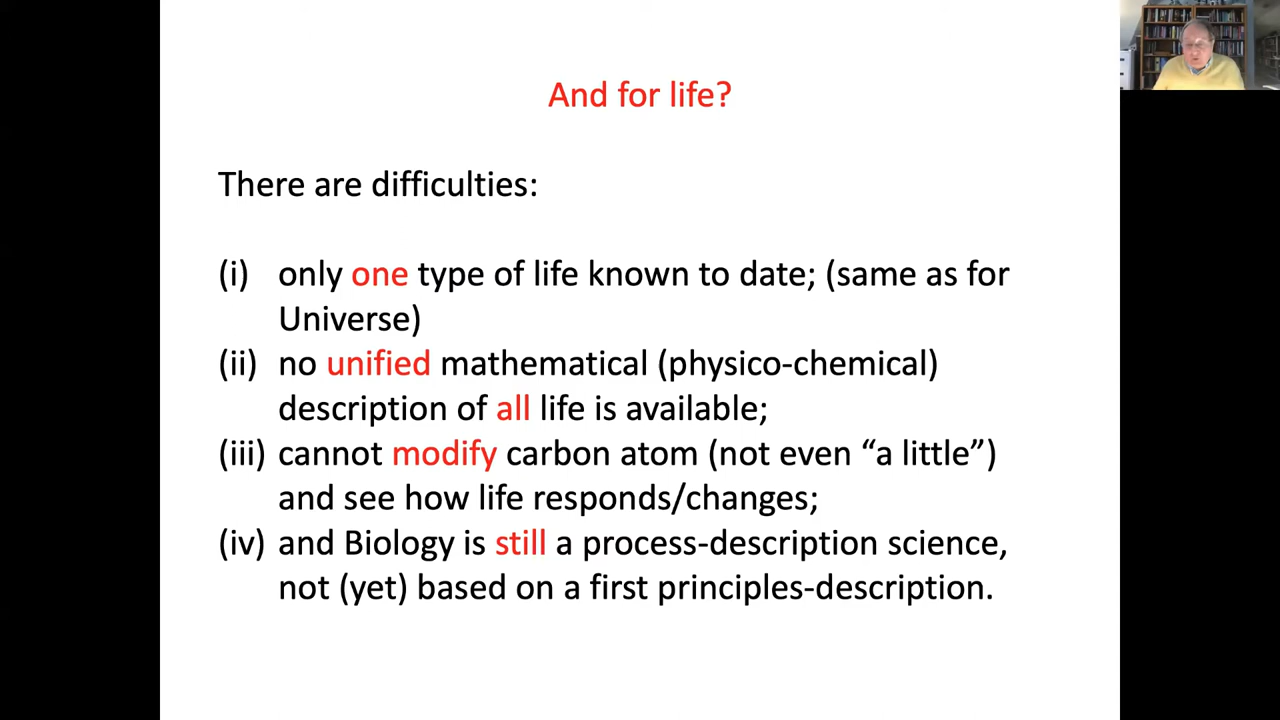 And for life?
There are difficulties:
(i) only one type of life known to date; (same as for
Universe)
(ii) no unified mathematical (physico-chemical)
description of all life is available;
(iii) cannot modify carbon atom (not even “a little”)
and see how life responds/changes;
(iv) and Biology is still a process-description science,
not (yet) based on a first principles-description.